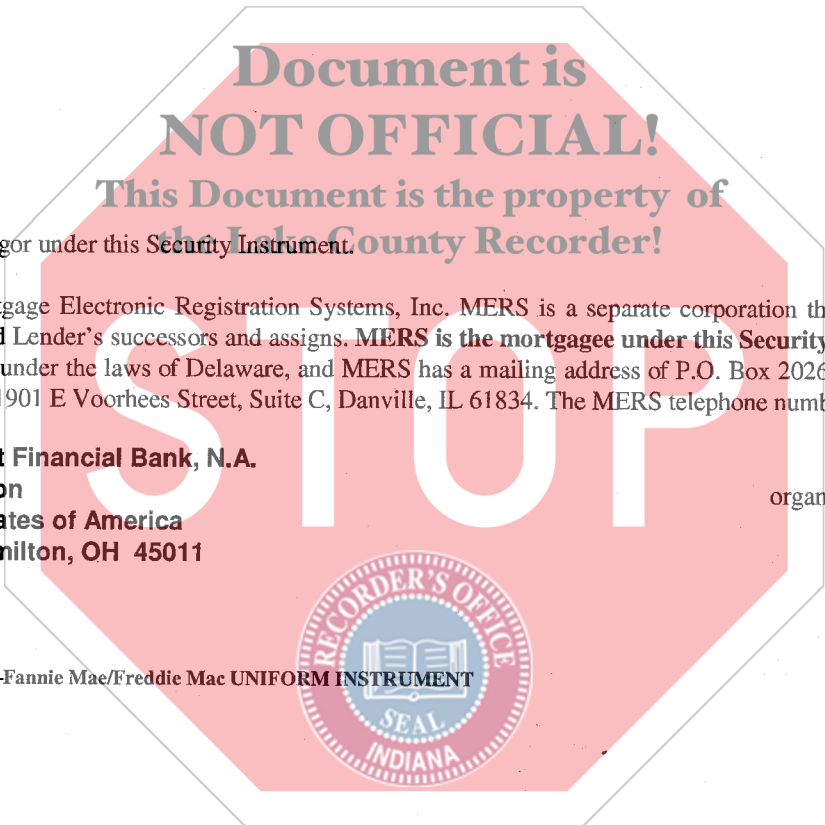 Document is
NOT OFFICIAL!
This Document is the property of
the Lake County Recorder!
gor under this Security Instrument.
tgage Electronic Registration Systems, Inc. MERS is a separate corporation th
d Lender's successors and assigns. MERS is the mortgagee under this Security
under the laws of Delaware, and MERS has a mailing address of P.O. Box 2026
1901 E Voorhees Street, Suite C, Danville, IL 61834. The MERS telephone numb
STOP
t Financial Bank, N.A.
on
organ
ates of America
milton, OH 45011
RECORDER'S OFFICE
-Fannie Mae/Freddie Mac UNIFORM INSTRUMENT
SEAL
INDIANA